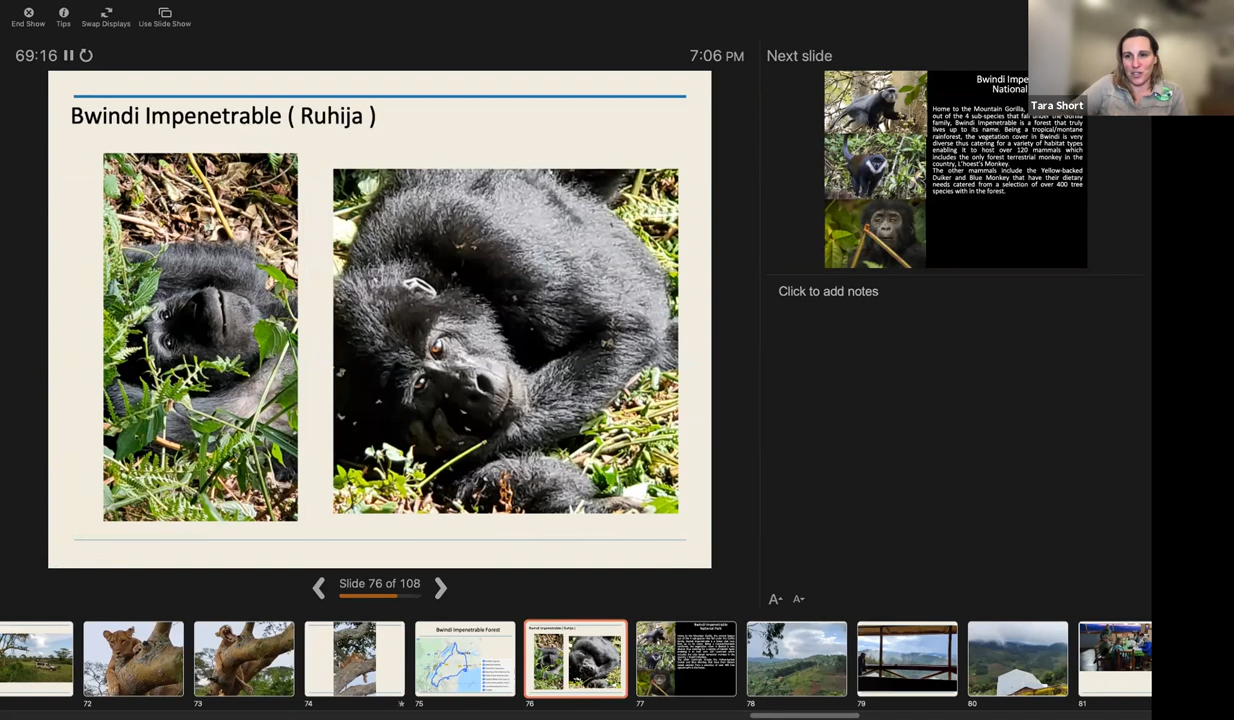 End Show
Tips
Swap Displays
Use Slide Show
69:16
7:06 PM
Next slide
Bwindi Impenetrable ( Ruhija )
Bwindi Impe
National
Tara Short
Home to the Mountain Gorilla,
out of the 4 sub-species that fall under the Gorilla
family, Bwindi Impenetrable is a forest that truly
lives up to its name. Being a tropical/montane
rainforest, the vegetation cover in Bwindi is very
diverse thus catering for a variety of habitat types
enabling it to host over 120 mammals which
includes the only forest terrestrial monkey in the
country, L'hoest's Monkey.
The other mammals include the Yellow-backed
Duiker and Blue Monkey that have their dietary
needs catered from a selection of over 400 tree
species with in the forest.
Click to add notes
Slide 76 of 108
Bwindi Impenetrable Forest
Bwindi Impenetrable ( Ruhija )
Bwindi Impenetrable
National Park
72
73
74
75
76
77
78
79
80
81